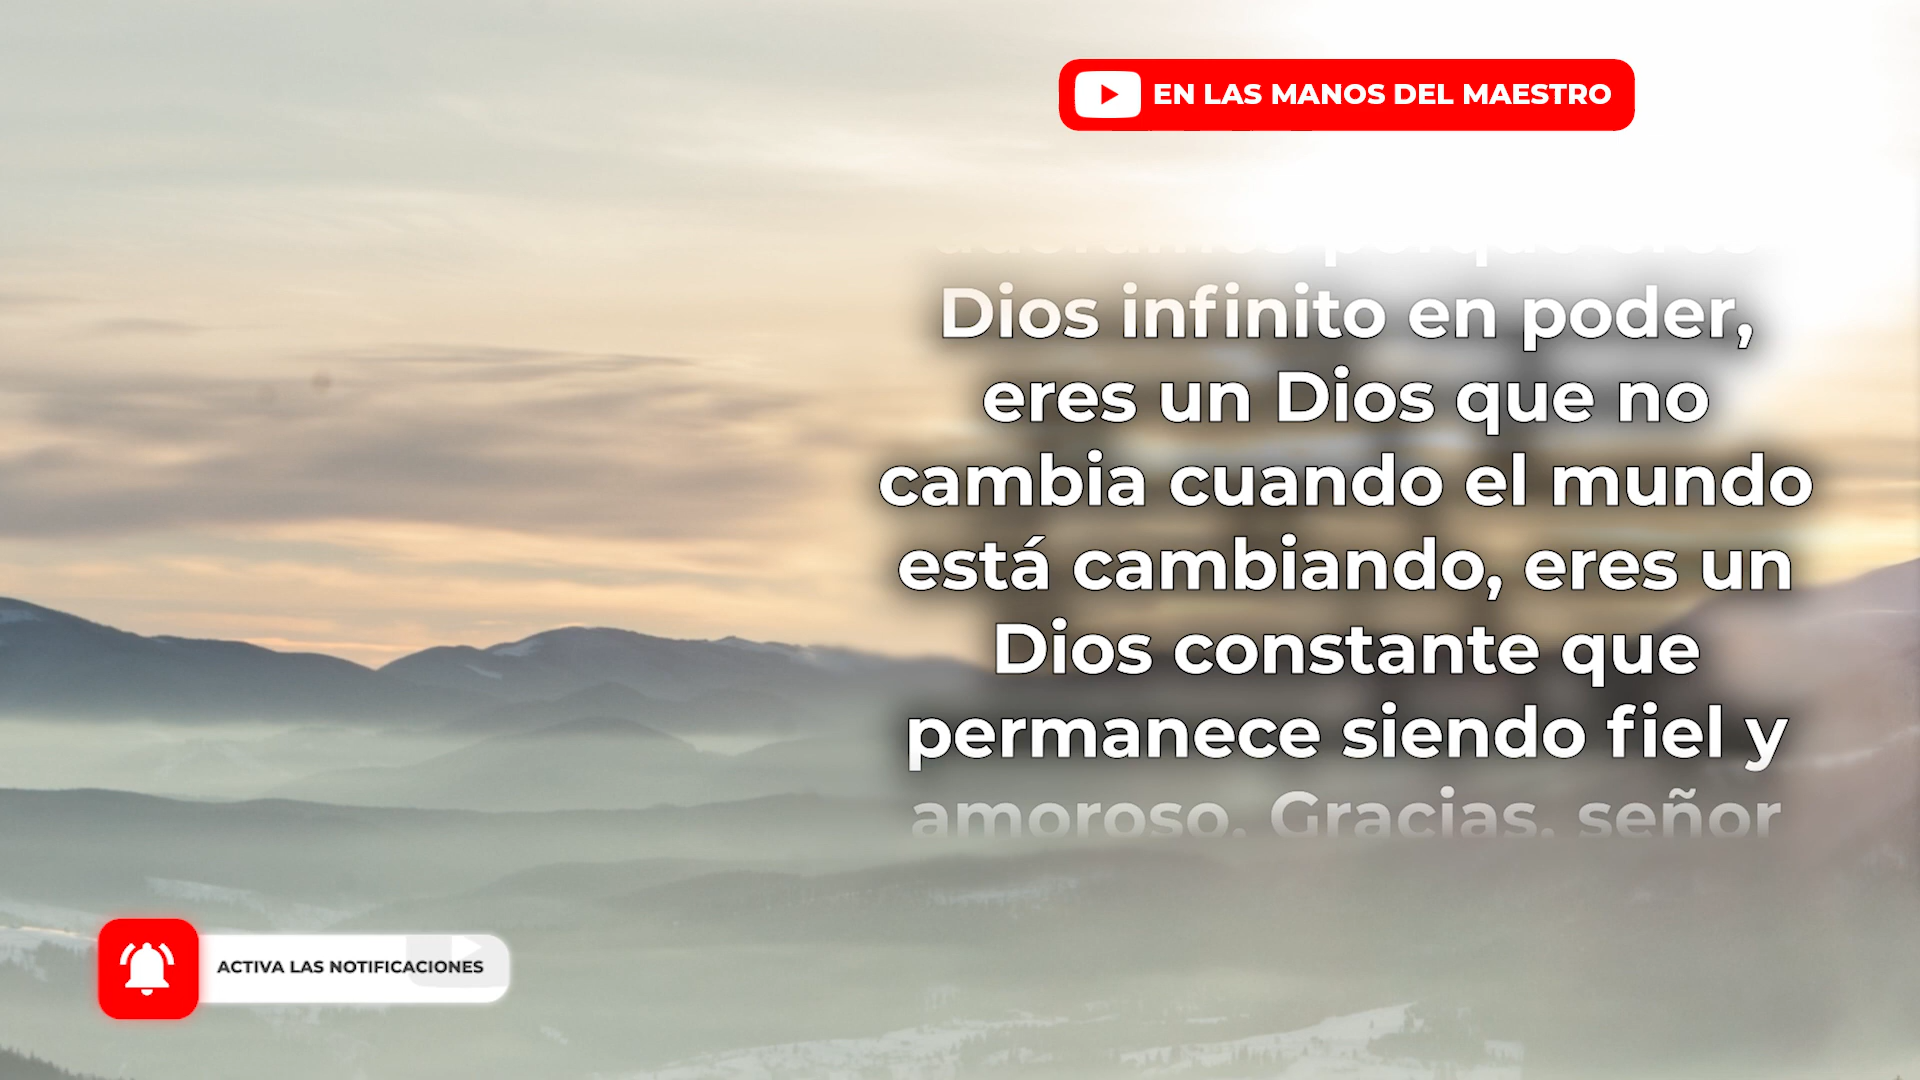 EN LAS MANOS DEL MAESTRO
Dios infinito en poder,
eres un Dios que no
cambia cuando el mundo
está cambiando, eres un
Dios constante que
permanece siendo fiel y
amoroso. Gracias, señor
ACTIVA LAS NOTIFICACIONES